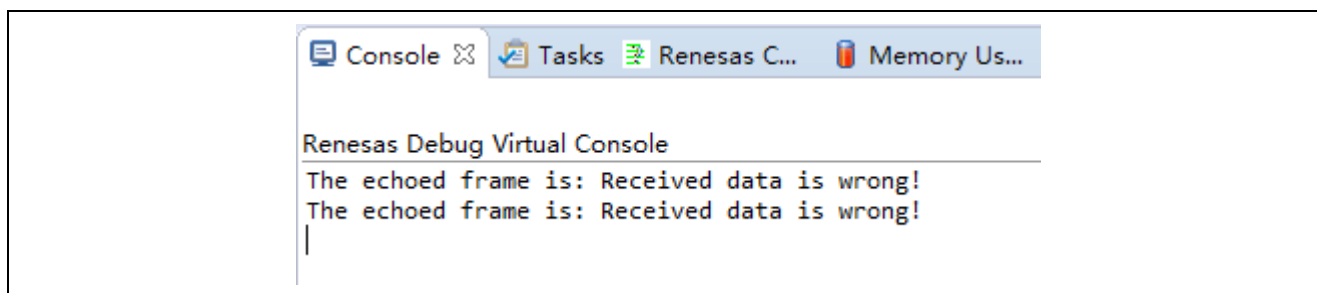 Console Tasks Renesas C... Memory Us...
Renesas Debug Virtual Console
The echoed frame is: Received data is wrong!
The echoed frame is: Received data is wrong!